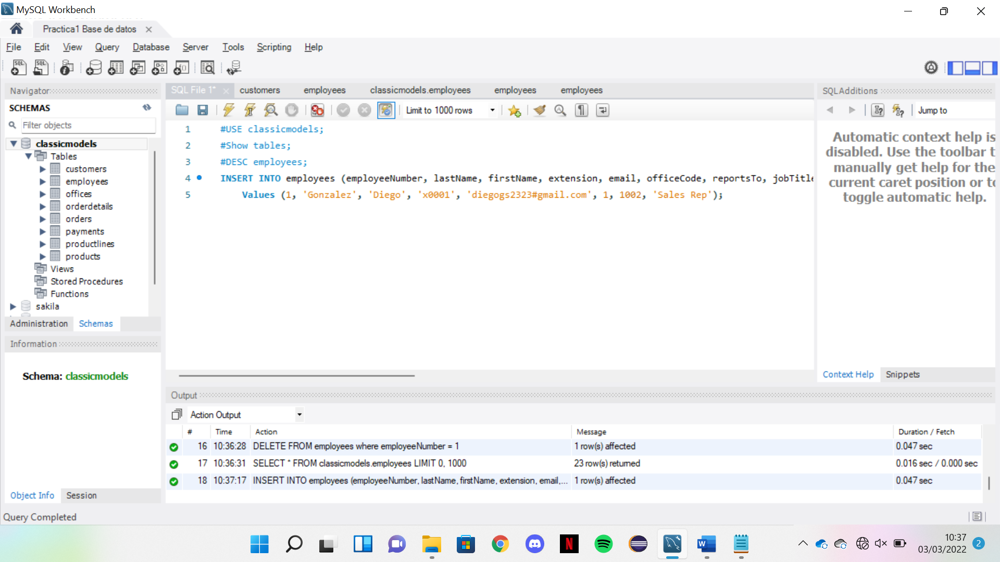 MySQL Workbench
Practica1 Base de datos
File Edit View Query Database Server Tools Scripting Help
Navigator
SCHEMAS
Filter objects
classicmodels
Tables
customers
employees
offices
orderdetails
orders
payments
productlines
products
Views
Stored Procedures
Functions
sakila
Administration Schemas
Information
Schema: classicmodels
Object Info Session
Query Completed
SQL File 1* customers employees classicmodels.employees employees employees
Limit to 1000 rows
1 #USE classicmodels;
2 #Show tables;
3 #DESC employees;
4 INSERT INTO employees (employeeNumber, lastName, firstName, extension, email, officeCode, reportsTo, jobTitle
5 Values (1, 'Gonzalez', 'Diego', 'x0001', 'diegogs2323#gmail.com', 1, 1002, 'Sales Rep');
SQLAdditions
Jump to
Automatic context help is
disabled. Use the toolbar t
manually get help for the
current caret position or to
toggle automatic help.
Context Help Snippets
Output
Action Output
# Time Action Message Duration / Fetch
16 10:36:28 DELETE FROM employees where employeeNumber = 1 1 row(s) affected 0.047 sec
17 10:36:31 SELECT * FROM classicmodels.employees LIMIT 0, 1000 23 row(s) returned 0.016 sec / 0.000 sec
18 10:37:17 INSERT INTO employees (employeeNumber, lastName, firstName, extension, email,... 1 row(s) affected 0.047 sec
10:37
03/03/2022
2